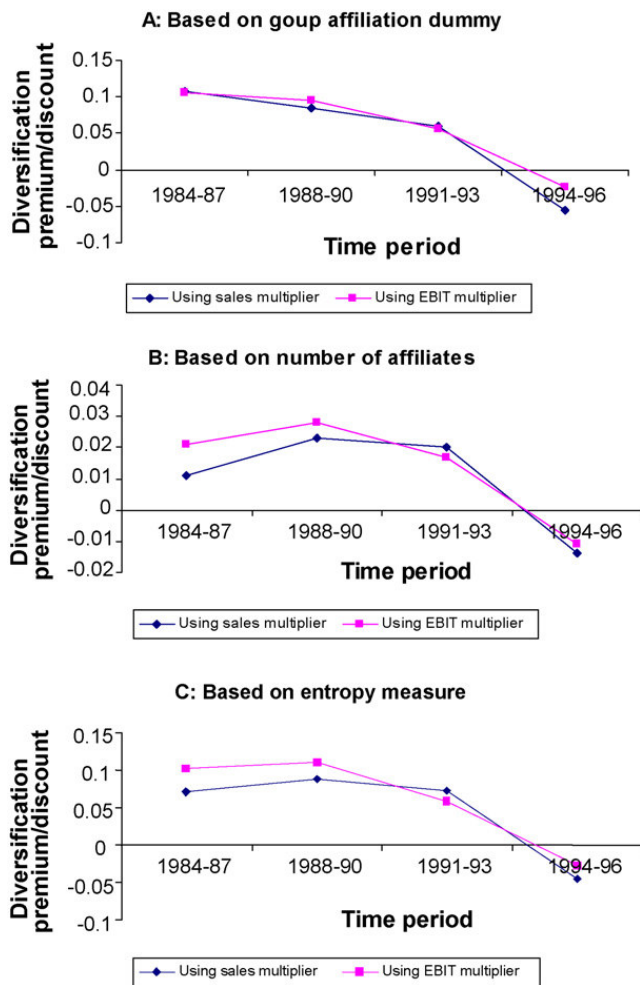 A: Based on goup affiliation dummy
Diversification
premium/discount
0.15
0.1
0.05
0
-0.05
-0.1
1984-87 1988-90 1991-93 1994-96
Time period
Using sales multiplier Using EBIT multiplier
B: Based on number of affiliates
Diversification
premium/discount
0.04
0.03
0.02
0.01
0
-0.01
-0.02
1984-87 1988-90 1991-93 1994-96
Time period
Using sales multiplier Using EBIT multiplier
C: Based on entropy measure
Diversification
premium/discount
0.15
0.1
0.05
0
-0.05
-0.1
1984-87 1988-90 1991-93 1994-96
Time period
Using sales multiplier Using EBIT multiplier